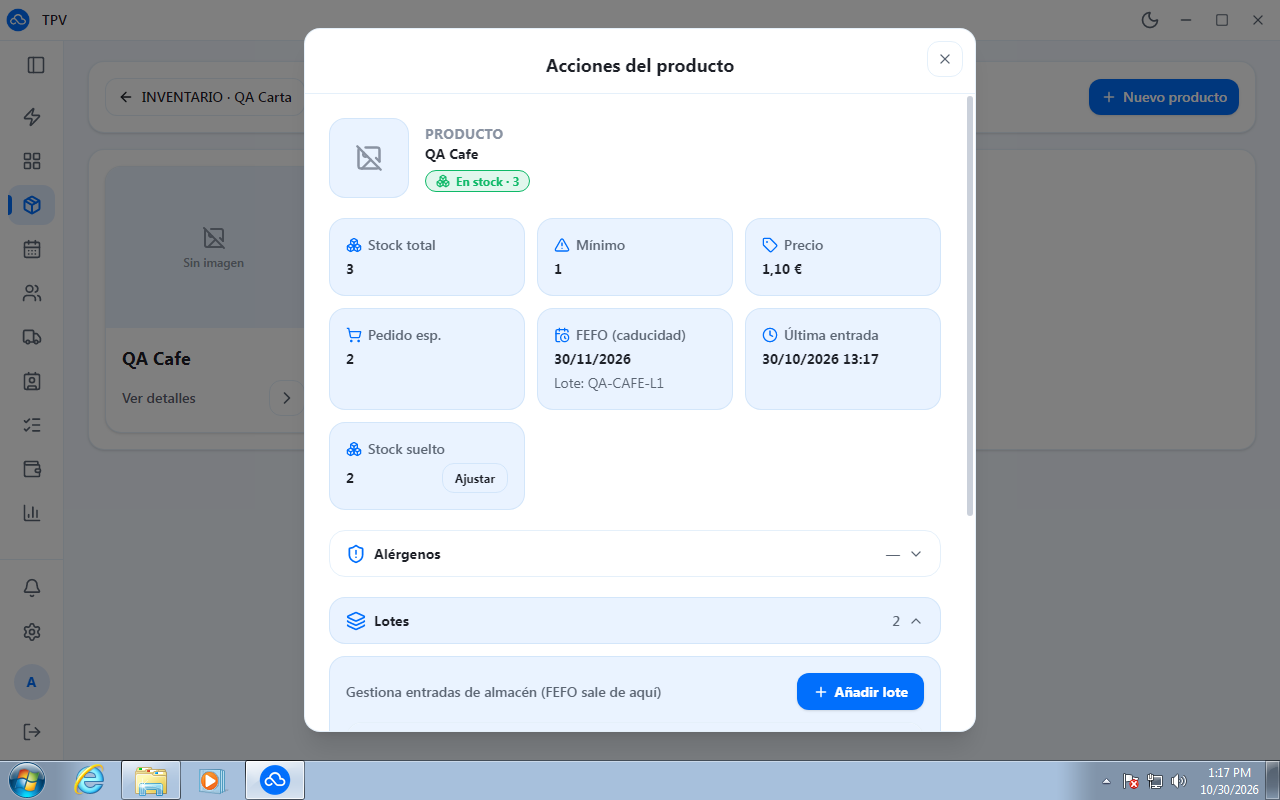 TPV
Acciones del producto
INVENTARIO · QA Carta
+ Nuevo producto
Sin imagen
QA Cafe
Ver detalles
PRODUCTO
QA Cafe
En stock · 3
Stock total
3
Mínimo
1
Precio
1,10 €
Pedido esp.
2
FEFO (caducidad)
30/11/2026
Lote: QA-CAFE-L1
Última entrada
30/10/2026 13:17
Stock suelto
2
Ajustar
Alérgenos
—
Lotes
2
Gestiona entradas de almacén (FEFO sale de aquí)
+ Añadir lote
A
1:17 PM
10/30/2026